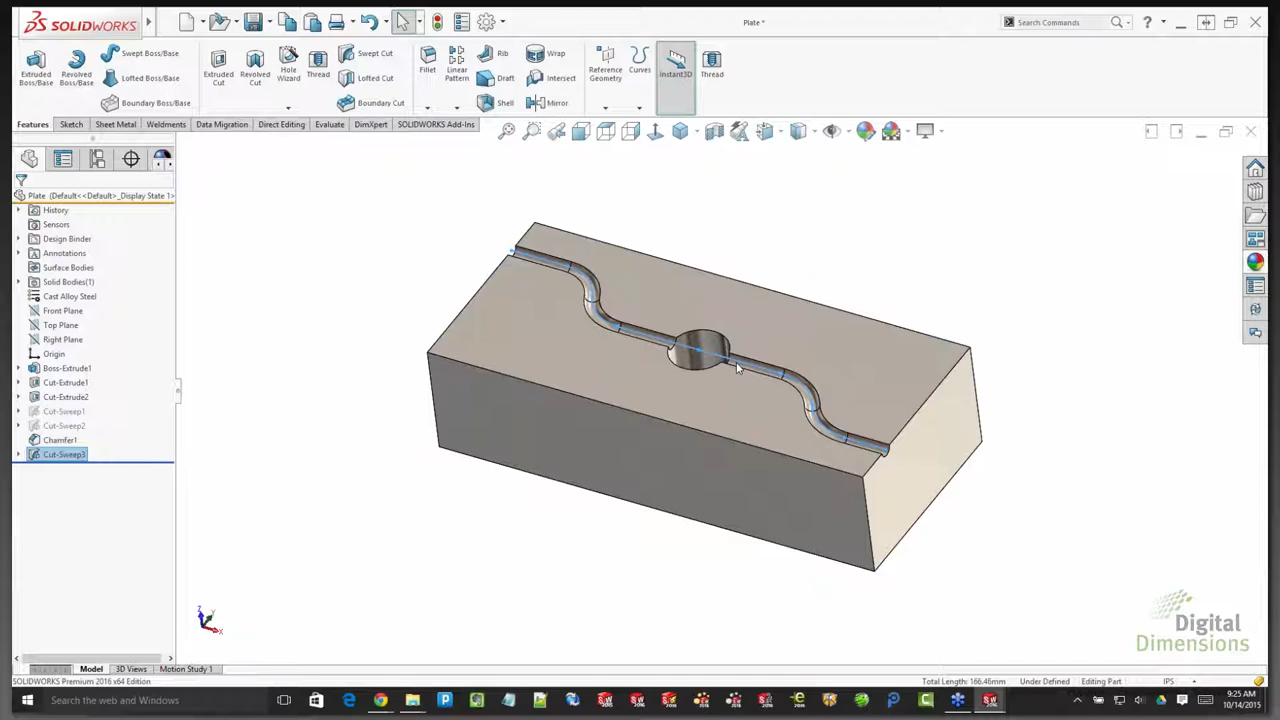 SOLIDWORKS
Plate *
Search Commands
Extruded Boss/Base
Revolved Boss/Base
Swept Boss/Base
Lofted Boss/Base
Boundary Boss/Base
Extruded Cut
Revolved Cut
Hole Wizard
Thread
Swept Cut
Lofted Cut
Boundary Cut
Fillet
Linear Pattern
Rib
Draft
Shell
Wrap
Intersect
Mirror
Reference Geometry
Curves
Instant3D
Thread
Features Sketch Sheet Metal Weldments Data Migration Direct Editing Evaluate DimXpert SOLIDWORKS Add-Ins
Plate (Default<<Default>_Display State 1>
History
Sensors
Design Binder
Annotations
Surface Bodies
Solid Bodies(1)
Cast Alloy Steel
Front Plane
Top Plane
Right Plane
Origin
Boss-Extrude1
Cut-Extrude1
Cut-Extrude2
Cut-Sweep1
Cut-Sweep2
Chamfer1
Cut-Sweep3
Z
Y
X
Digital
Dimensions
Model 3D Views Motion Study 1
SOLIDWORKS Premium 2016 x64 Edition
Total Length: 166.46mm Under Defined Editing Part IPS
Search the web and Windows
9:25 AM
10/14/2015